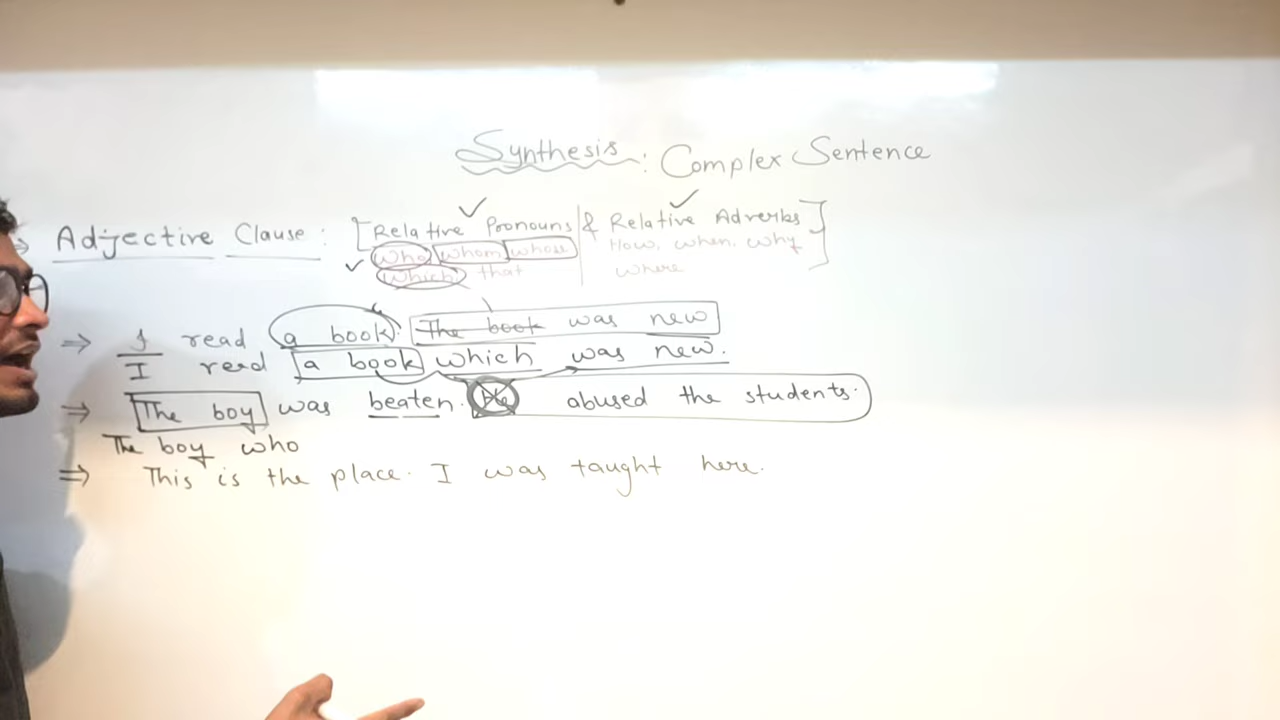 Synthesis : Complex Sentence
Adjective Clause : [Relative Pronouns & Relative Adverbs]
who whom whose How, when, why
which that where
⇒ I read a book. The book was new
I read a book which was new.
⇒ The boy was beaten. He abused the students.
The boy who
⇒ This is the place. I was taught here.